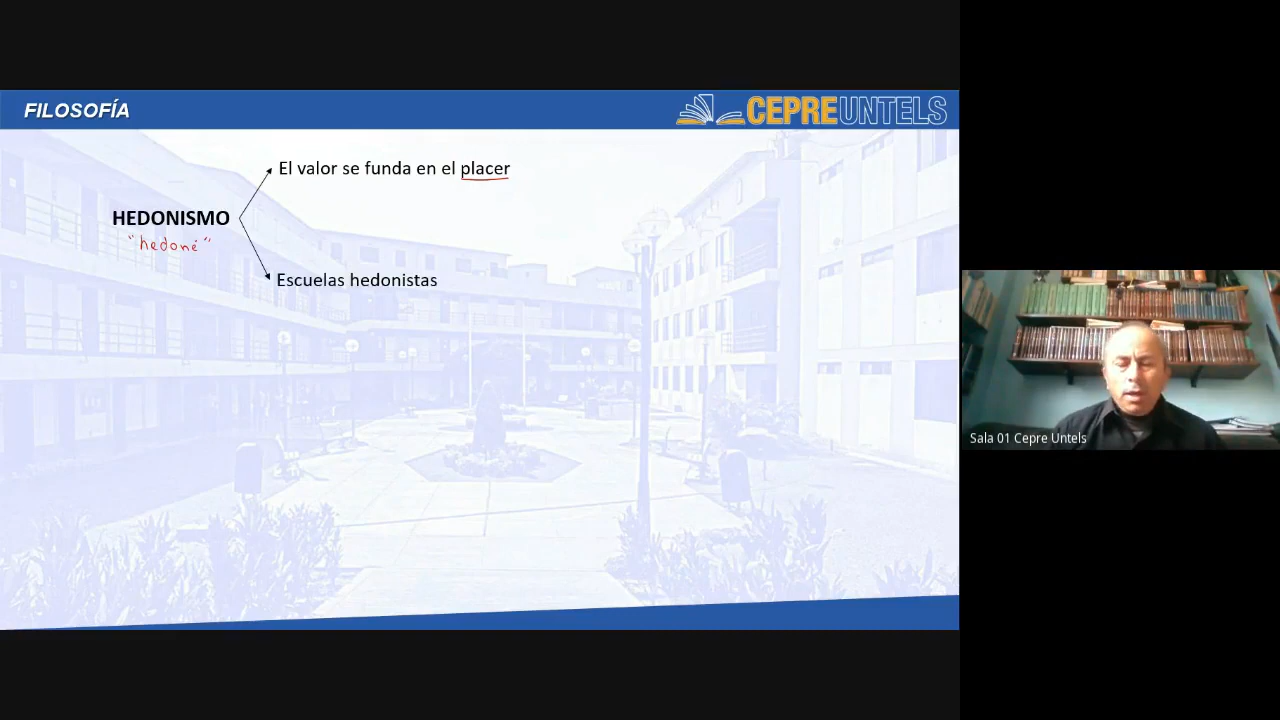 FILOSOFÍA
CEPREUNTELS
El valor se funda en el placer
HEDONISMO
"hedoné"
Escuelas hedonistas
Sala 01 Cepre Untels